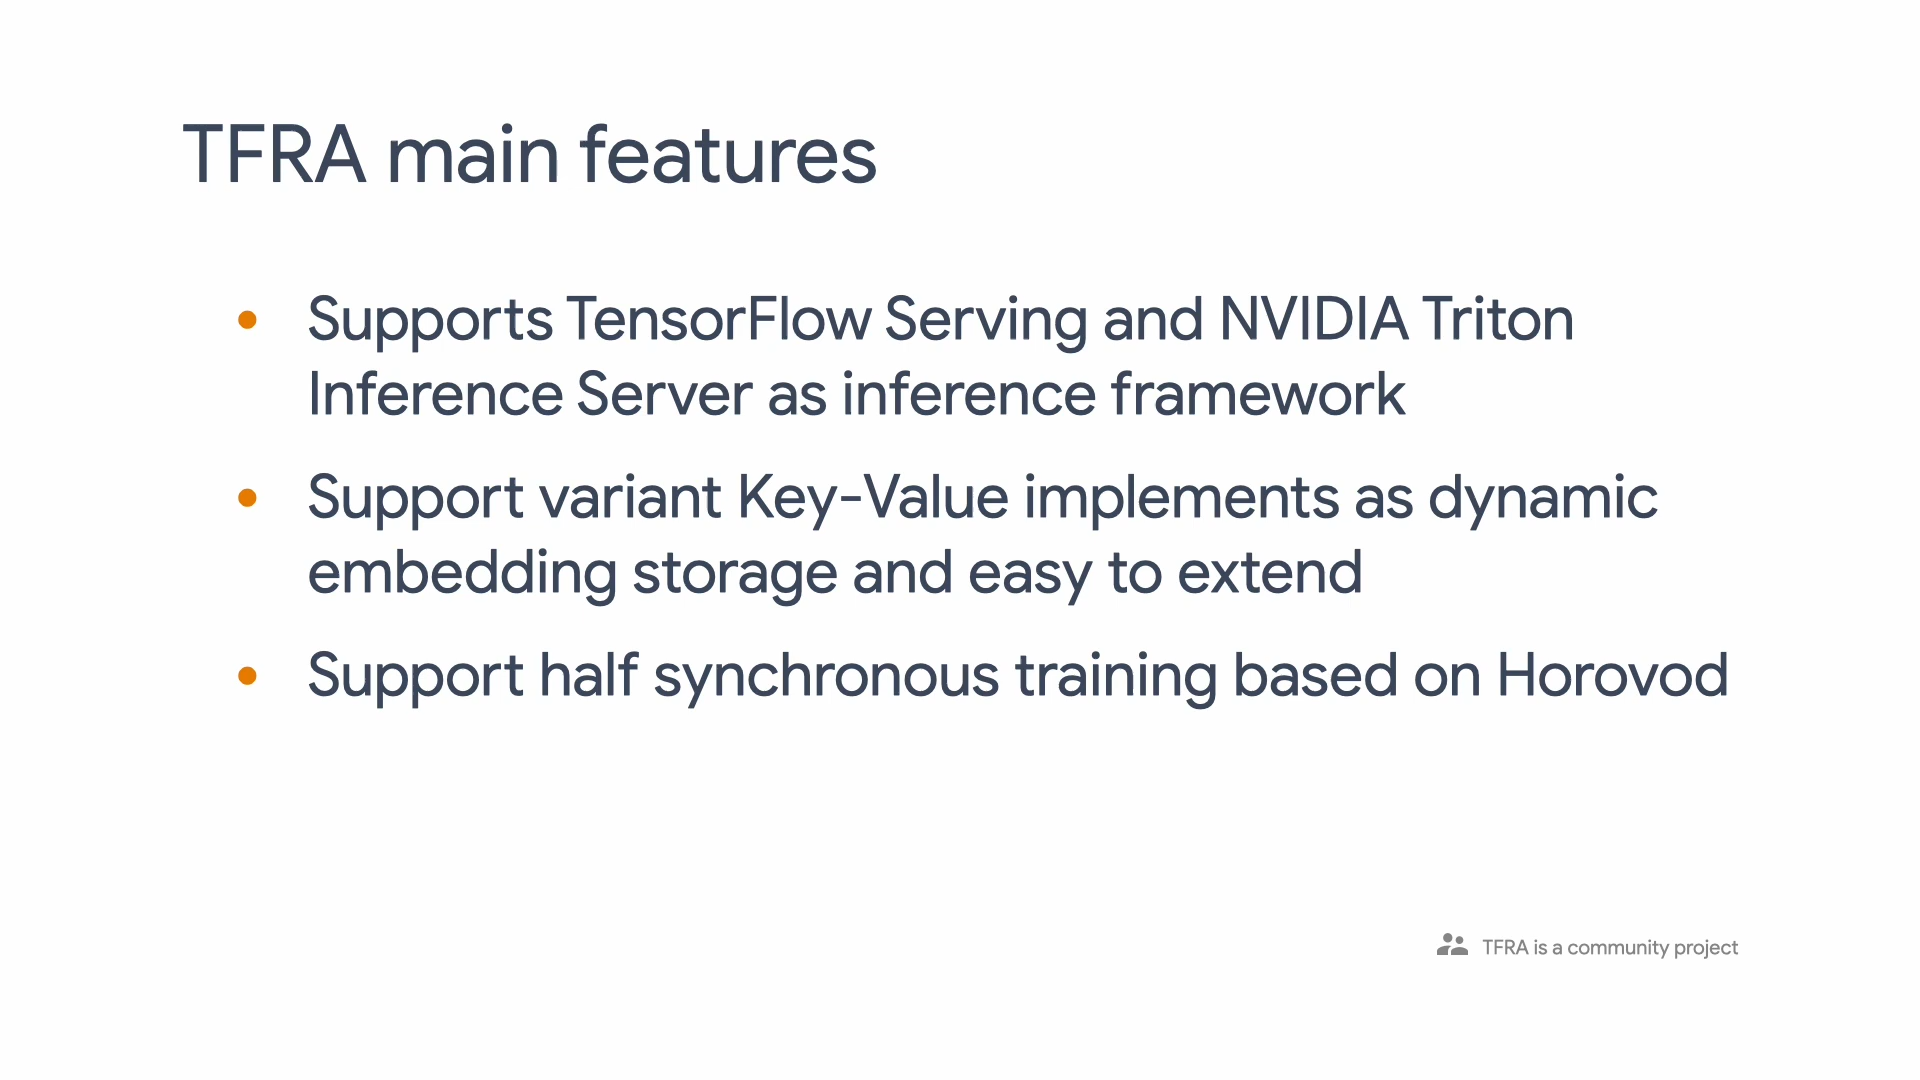 TFRA main features
• Supports TensorFlow Serving and NVIDIA Triton
Inference Server as inference framework
• Support variant Key-Value implements as dynamic
embedding storage and easy to extend
• Support half synchronous training based on Horovod
TFRA is a community project